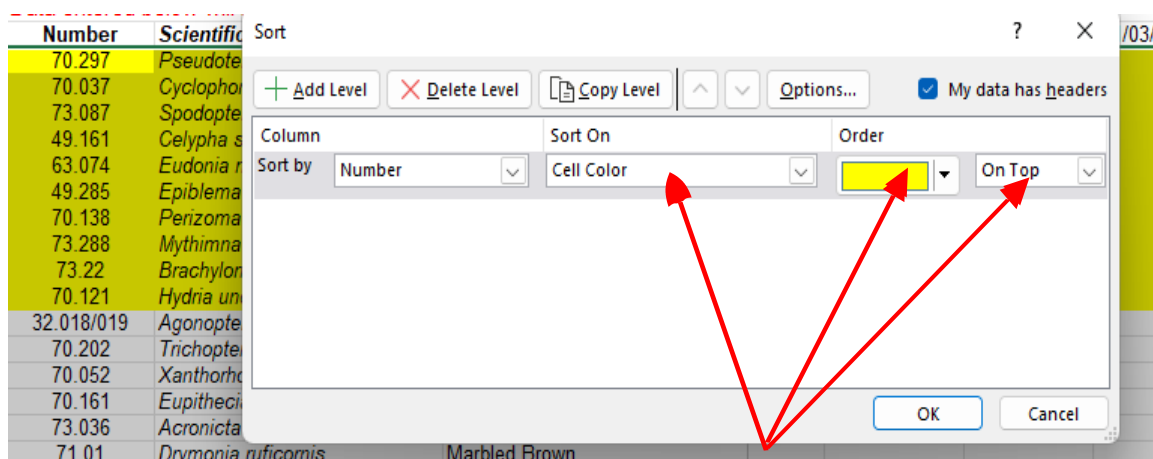 Number Scientific
70.297 Pseudote
70.037 Cyclophor
73.087 Spodopte
49.161 Celypha s
63.074 Eudonia
49.285 Epiblema
70.138 Perizoma
73.288 Mythimna
73.22 Brachylon
70.121 Hydria un
32.018/019 Agonopte
70.202 Trichopte
70.052 Xanthorho
70.161 Eupitheci
73.036 Acronicta
71.01 Drymonia ruficornis Marbled Brown
/03/
Sort ? ×
Add Level Delete Level Copy Level Options... My data has headers
Column Sort On Order
Sort by Number Cell Color On Top
OK Cancel